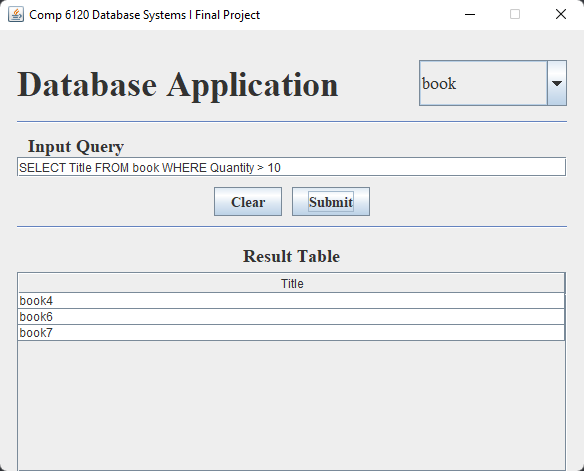 Comp 6120 Database Systems I Final Project
Database Application
book
Input Query
SELECT Title FROM book WHERE Quantity > 10
Clear
Submit
Result Table
Title
book4
book6
book7